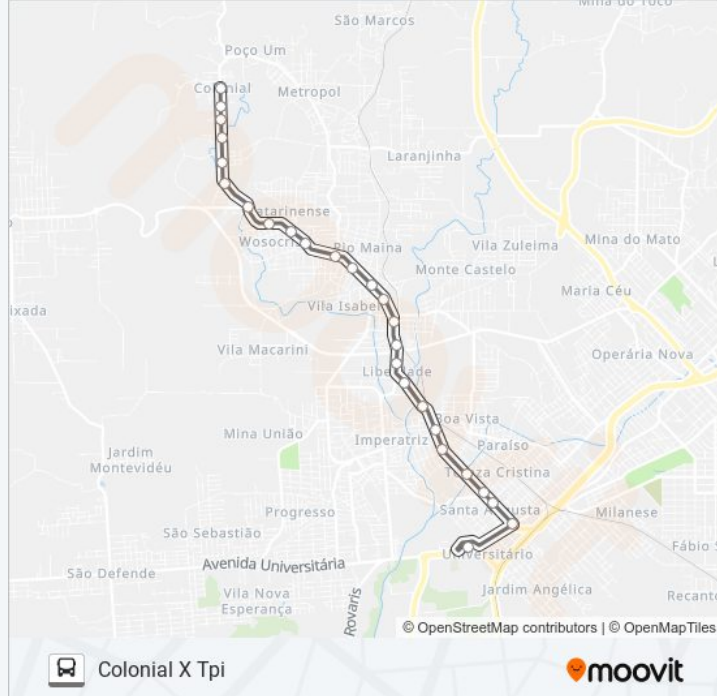 Mina do Toco
São Marcos
Poço Um
Colonial
Metropol
Laranjinha
Catarinense
Wosocris
Rio Maina
Vila Zuleima
Mina do Mato
Monte Castelo
Maria Céu
ixada
Vila Isabel
Vila Macarini
Operária Nova
Liberdade
Boa Vista
Mina União
Imperatriz
Paraíso
Jardim
Montevidéu
Tereza Cristina
Progresso
Santa Augusta
Milanese
São Sebastião
Fábio S
Universitário
Avenida Universitária
São Defende
Jardim Angélica
Vila Nova
Esperança
Rovaris
Recanto
© OpenStreetMap contributors | © OpenMapTiles
Colonial X Tpi
moovit